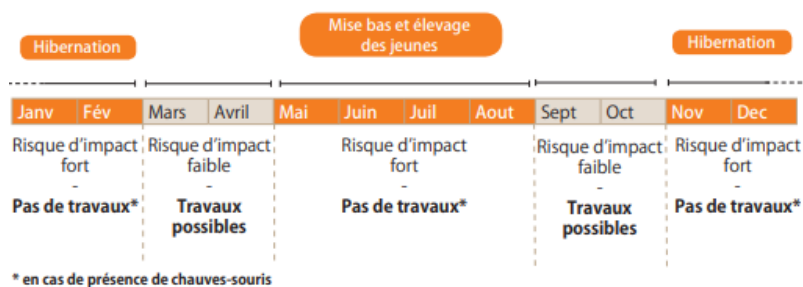 Mise bas et élevage
des jeunes
Hibernation
Hibernation
Janv Fév Mars Avril Mai Juin Juil Aout Sept Oct Nov Dec
Risque d'impact
fort
-
Pas de travaux*
Risque d'impact
faible
-
Travaux
possibles
Risque d'impact
fort
-
Pas de travaux*
Risque d'impact
faible
-
Travaux
possibles
Risque d'impact
fort
-
Pas de travaux*
* en cas de présence de chauves-souris